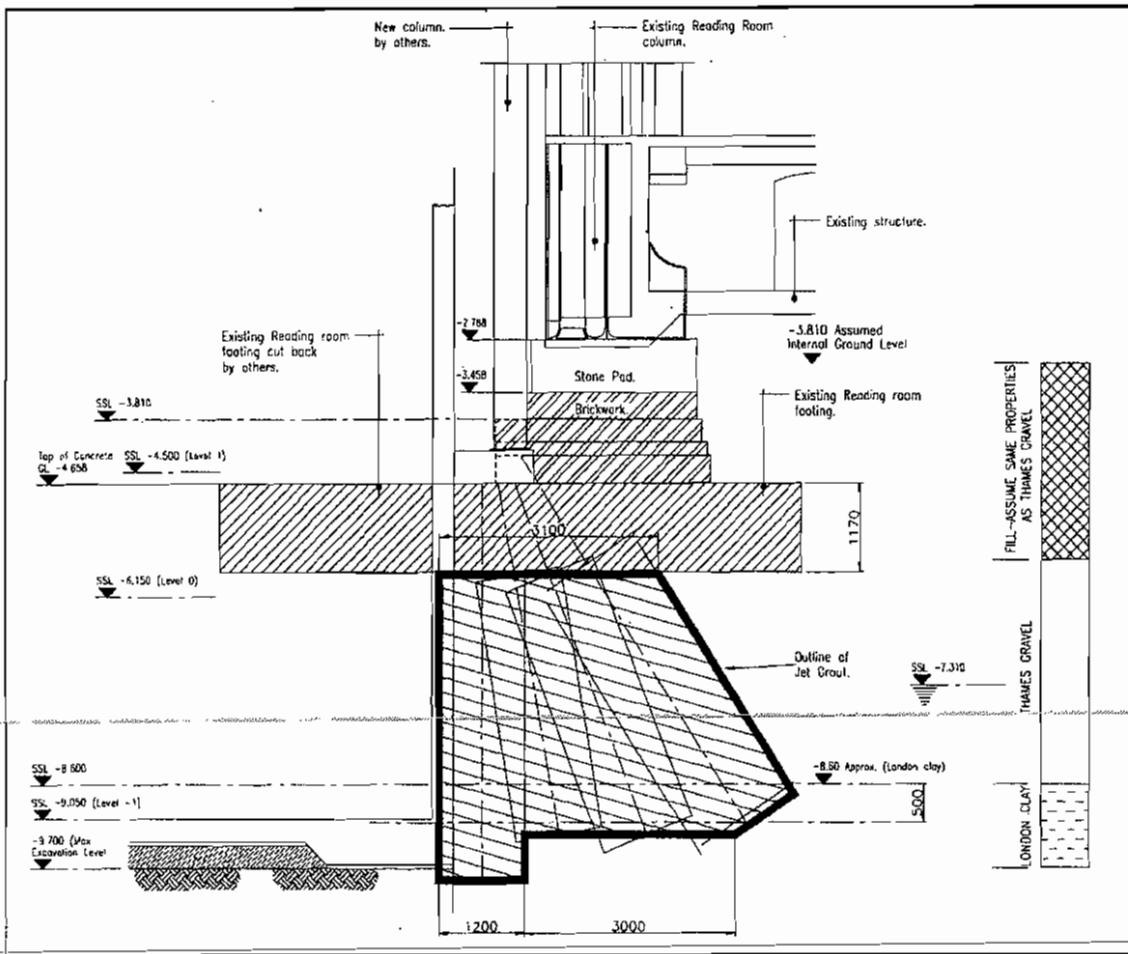 New column.
by others.
Existing Reading Room
column.
Existing structure.
-2.788
-3.810 Assumed
Internal Ground Level
Existing Reading room
footing cut back
by others.
-3.458
Stone Pad.
Brickwork.
Existing Reading room
footing.
SSL -3.810
Top of Concrete
CL -4.658
SSL -4.500 (Level 1)
3100
1170
SSL -6.150 (Level 0)
Outline of
Jet Grout.
SSL -7.310
SSL -8.600
-8.60 Approx. (London clay)
500
SSL -9.050 (Level -1)
-9.700 (Max
Excavation Level
1200
3000
FILL-ASSUME SAME PROPERTIES
AS THAMES GRAVEL
THAMES GRAVEL
LONDON CLAY